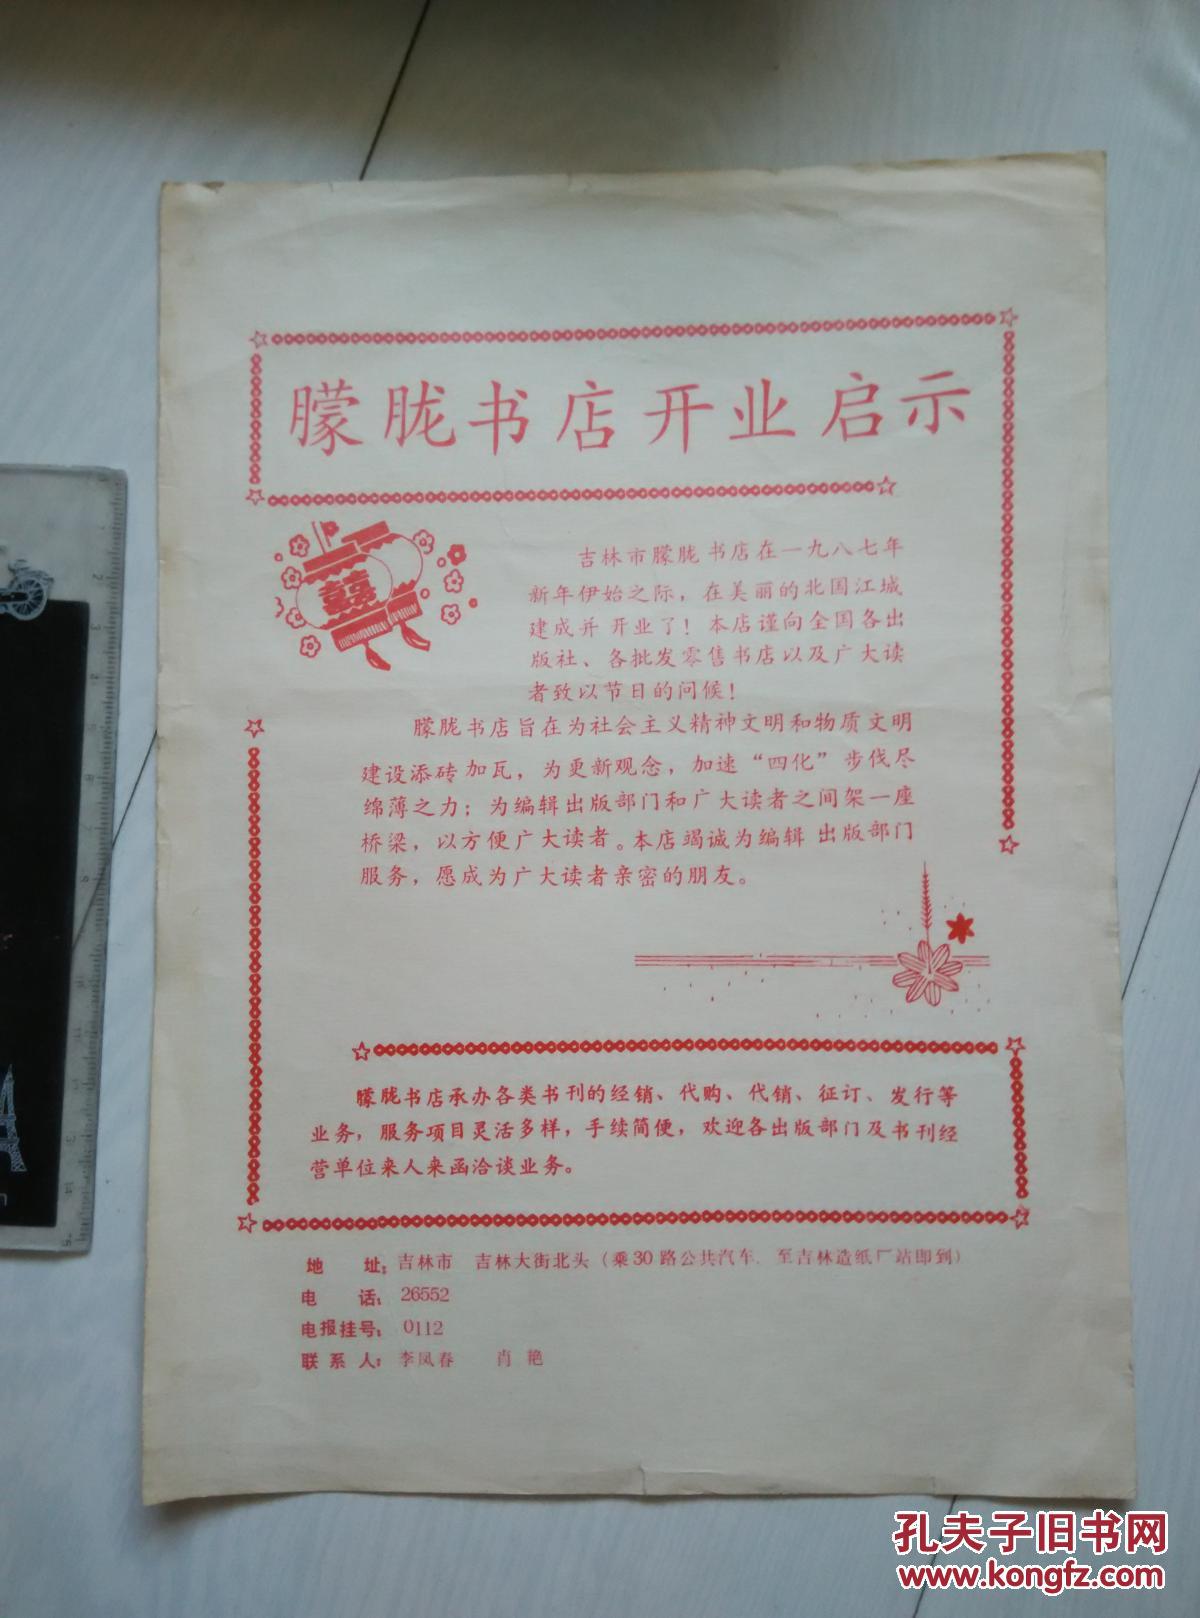 朦胧书店开业启示
囍
吉林市朦胧书店在一九八七年
新年伊始之际，在美丽的北国江城
建成并开业了！本店谨向全国各出
版社、各批发零售书店以及广大读
者致以节日的问候！
朦胧书店旨在为社会主义精神文明和物质文明
建设添砖加瓦，为更新观念，加速“四化”步伐尽
绵薄之力；为编辑出版部门和广大读者之间架一座
桥梁，以方便广大读者。本店竭诚为编辑 出版部门
服务，愿成为广大读者亲密的朋友。
朦胧书店承办各类书刊的经销、代购、代销、征订、发行等
业务，服务项目灵活多样，手续简便，欢迎各出版部门及书刊经
营单位来人来函洽谈业务。
地 址：吉林市 吉林大街北头（乘30路公共汽车 至吉林造纸厂站即到）
电 话：26552
电报挂号：0112
联系人：李凤春 肖艳
孔夫子旧书网
www.kongfz.com